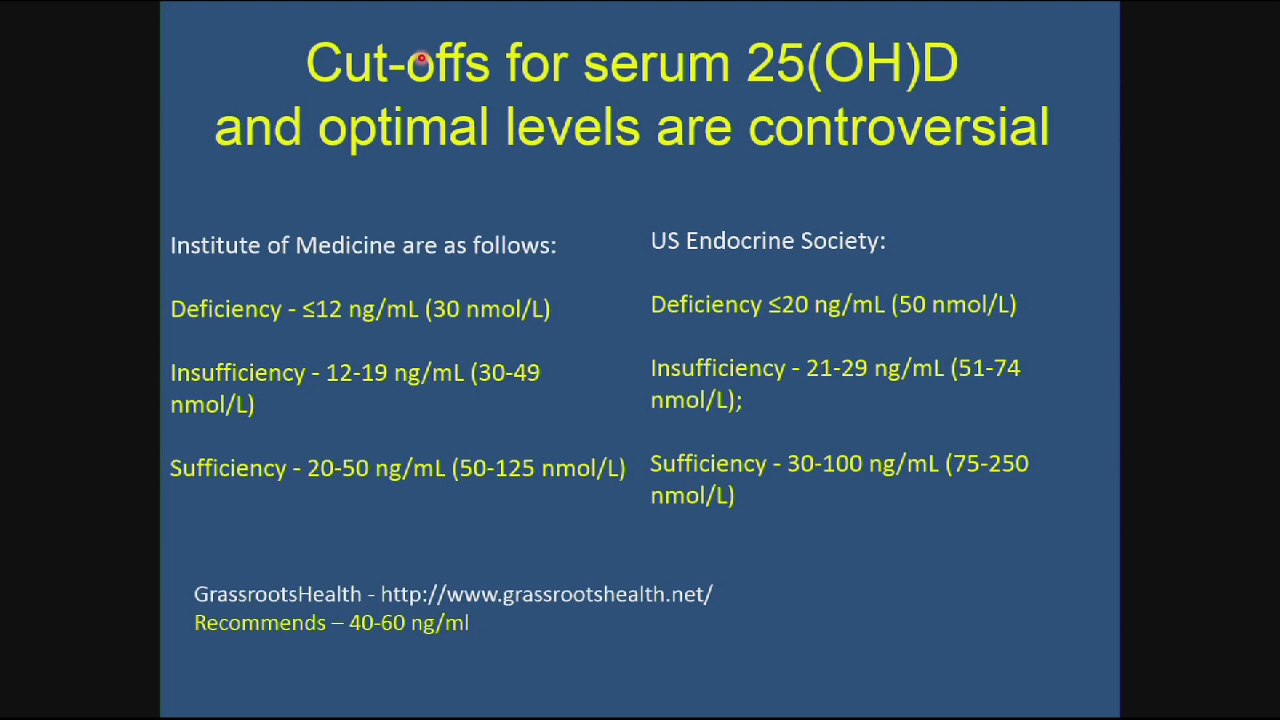 Cut-offs for serum 25(OH)D
and optimal levels are controversial
Institute of Medicine are as follows:
Deficiency - ≤12 ng/mL (30 nmol/L)
Insufficiency - 12-19 ng/mL (30-49
nmol/L)
Sufficiency - 20-50 ng/mL (50-125 nmol/L)
US Endocrine Society:
Deficiency ≤20 ng/mL (50 nmol/L)
Insufficiency - 21-29 ng/mL (51-74
nmol/L);
Sufficiency - 30-100 ng/mL (75-250
nmol/L)
GrassrootsHealth - http://www.grassrootshealth.net/
Recommends – 40-60 ng/ml